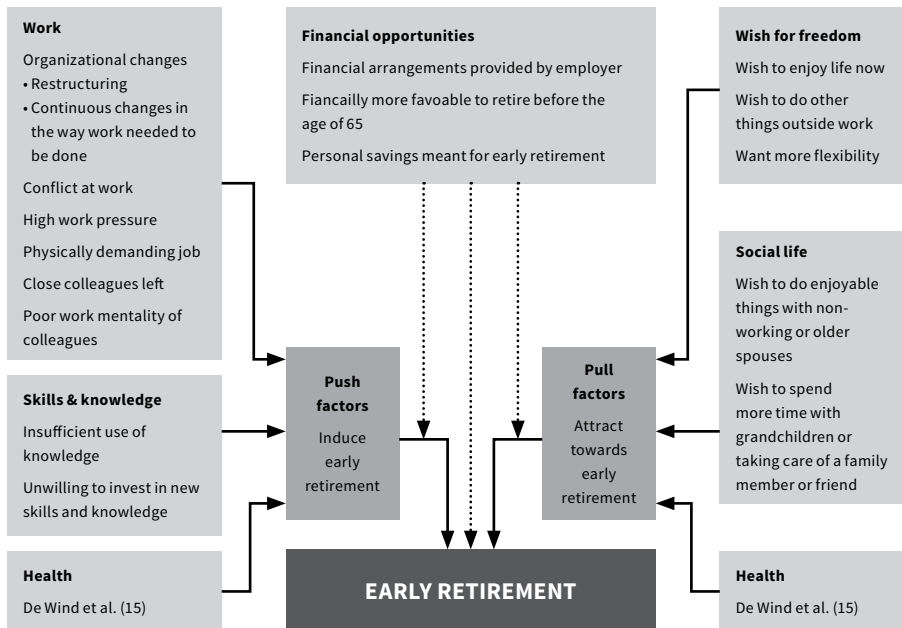 Work
Organizational changes
• Restructuring
• Continuous changes in
the way work needed to
be done
Conflict at work
High work pressure
Physically demanding job
Close colleagues left
Poor work mentality of
colleagues
Skills & knowledge
Insufficient use of
knowledge
Unwilling to invest in new
skills and knowledge
Health
De Wind et al. (15)
Financial opportunities
Financial arrangements provided by employer
Fiancailly more favoable to retire before the
age of 65
Personal savings meant for early retirement
Push
factors
Induce
early
retirement
Pull
factors
Attract
towards
early
retirement
EARLY RETIREMENT
Wish for freedom
Wish to enjoy life now
Wish to do other
things outside work
Want more flexibility
Social life
Wish to do enjoyable
things with non-
working or older
spouses
Wish to spend
more time with
grandchildren or
taking care of a family
member or friend
Health
De Wind et al. (15)